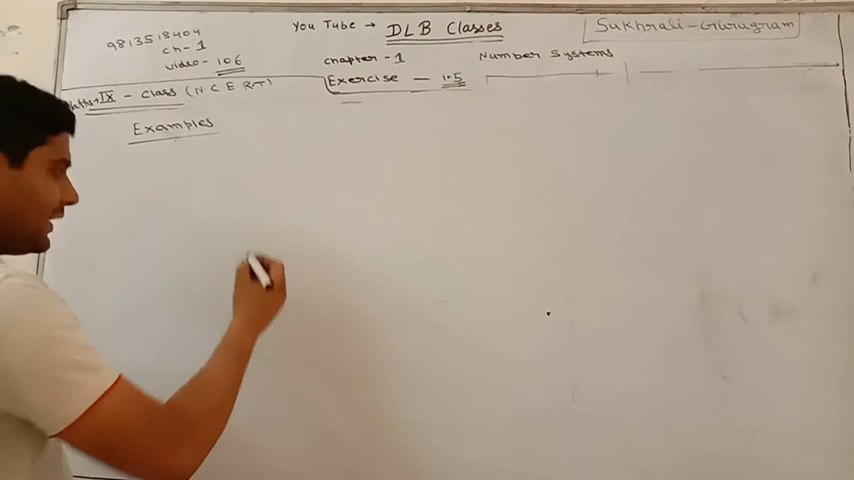 9813518404
ch-1
video- 106
You Tube → DLB Classes
Sukhrali-Gurugram
chapter-1 Number Systems
Exercise - 1.5
IX - Class (N.C.E.R.T)
Examples